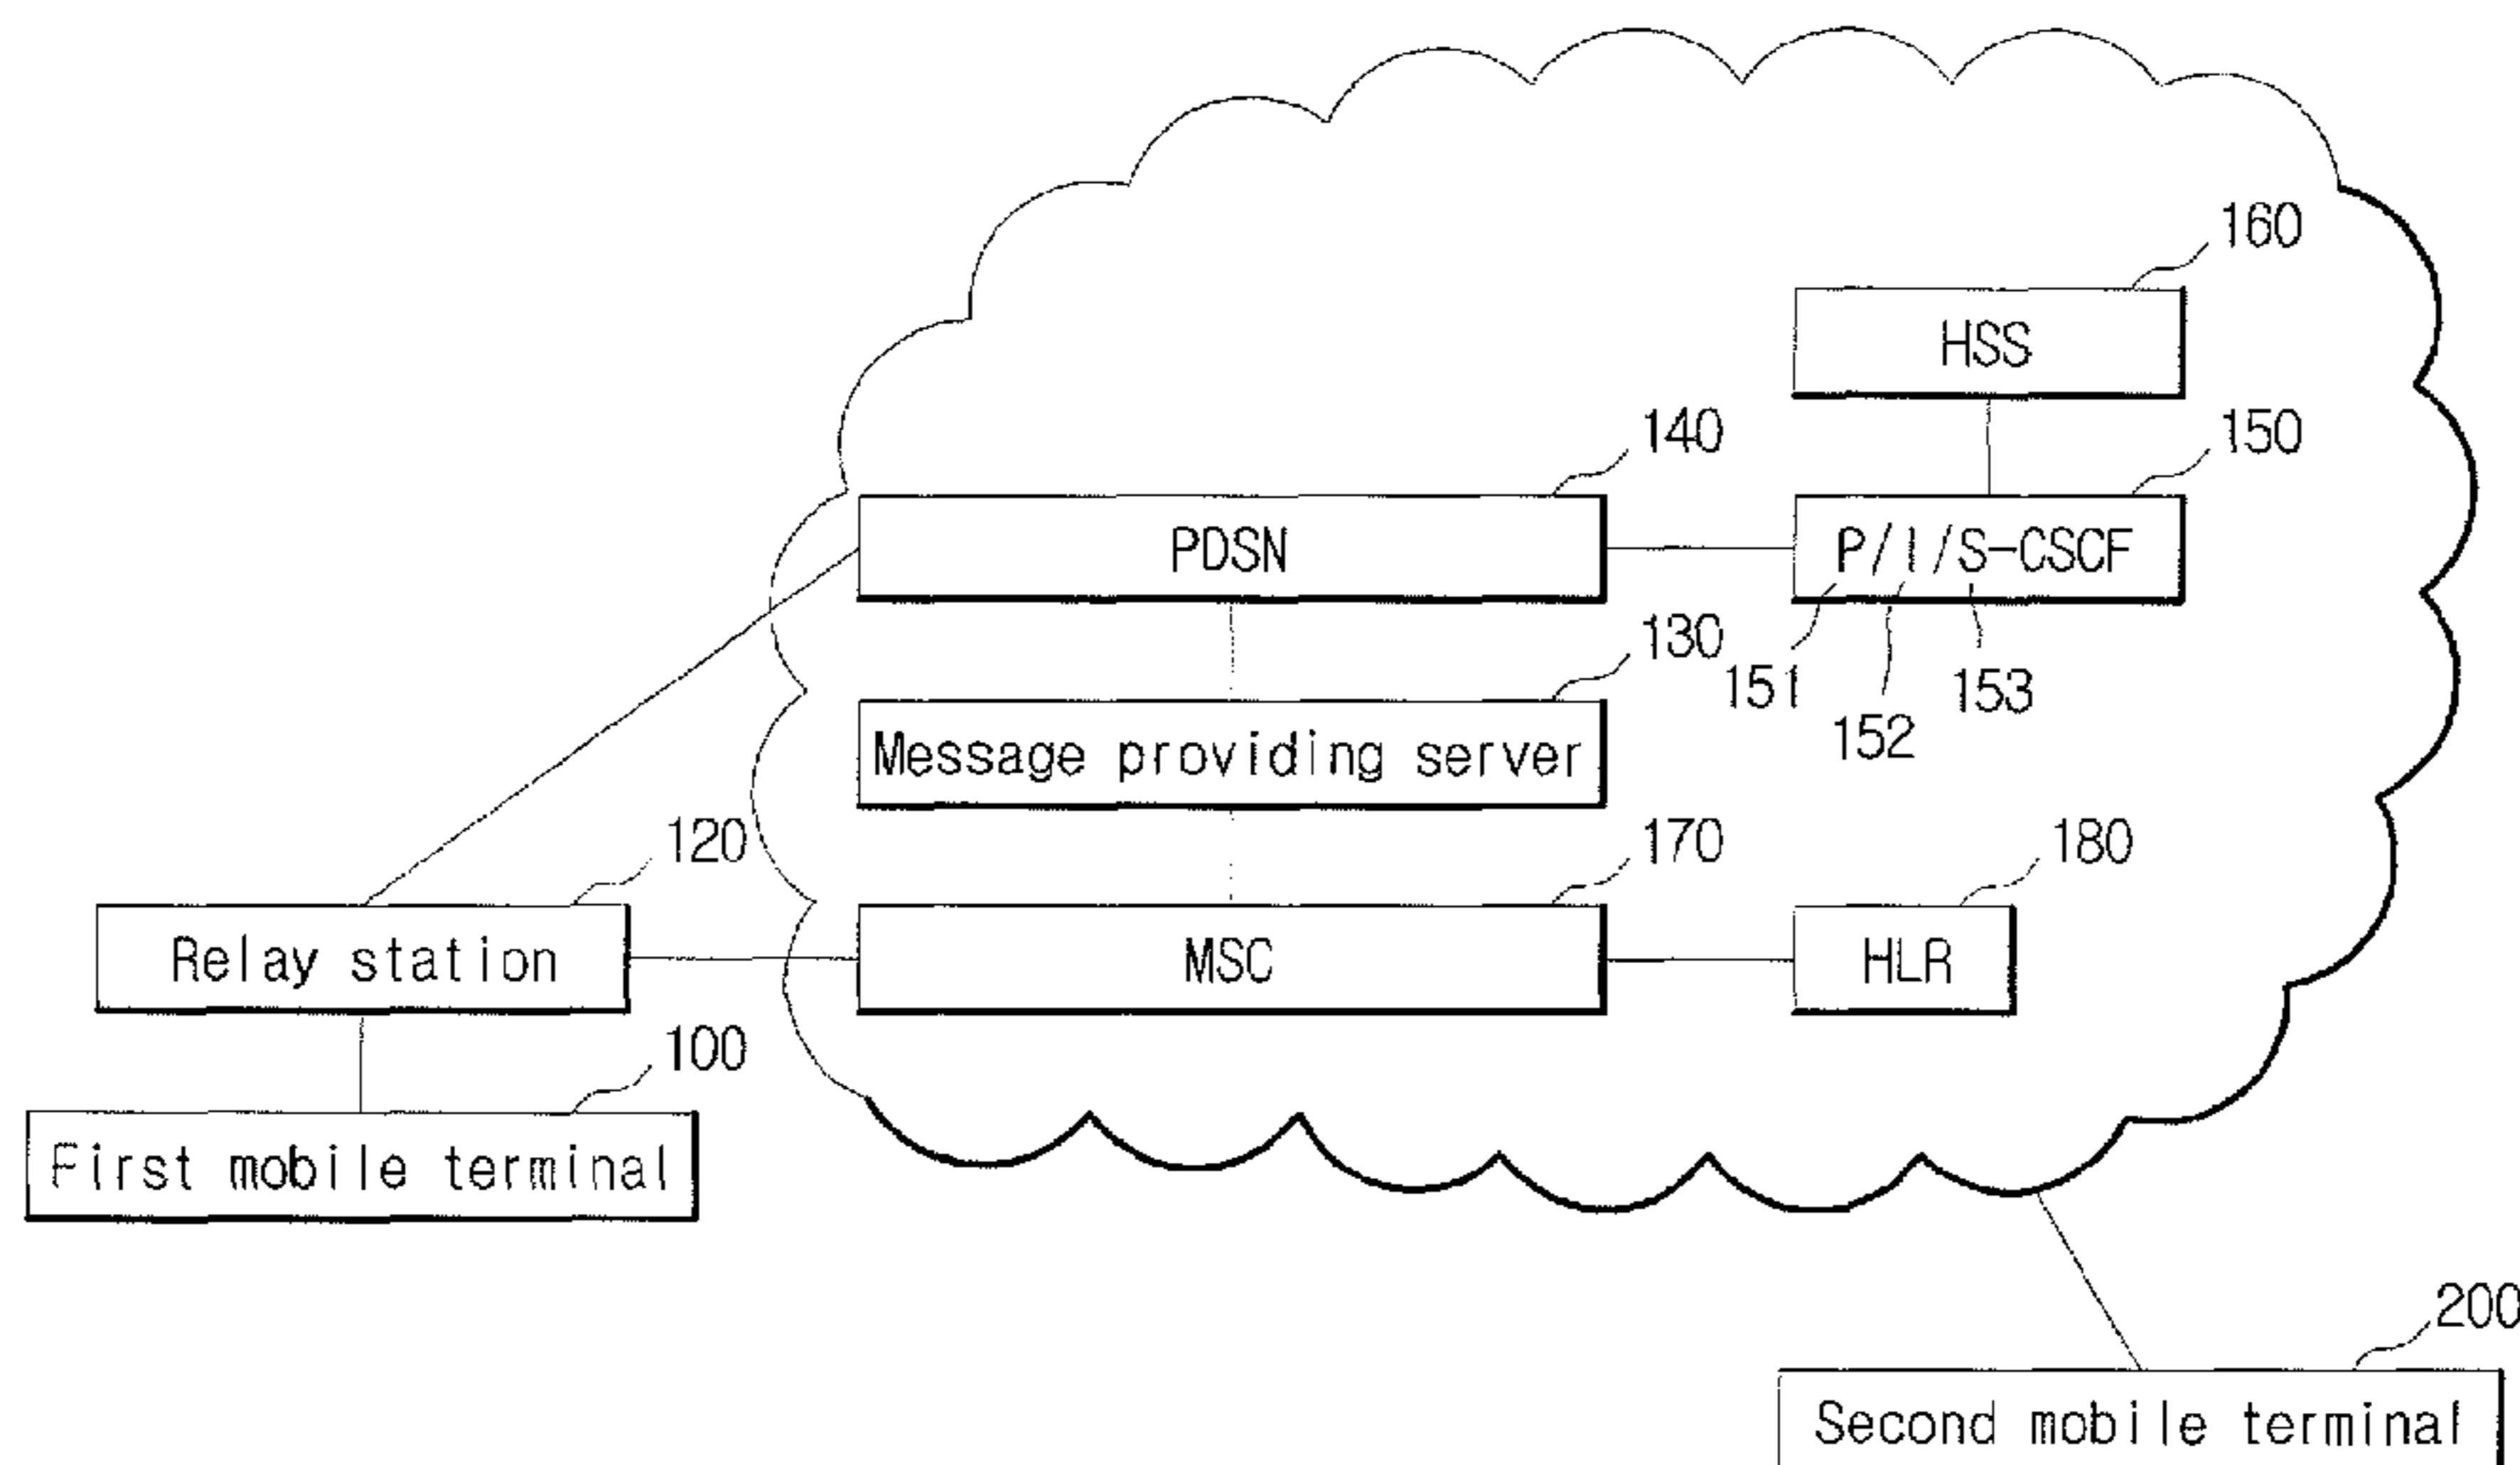 160
HSS
140
150
PDSN
P/I/S-CSCF
130
151
152
153
Message providing server
120
170
180
Relay station
MSC
HLR
100
First mobile terminal
200
Second mobile terminal